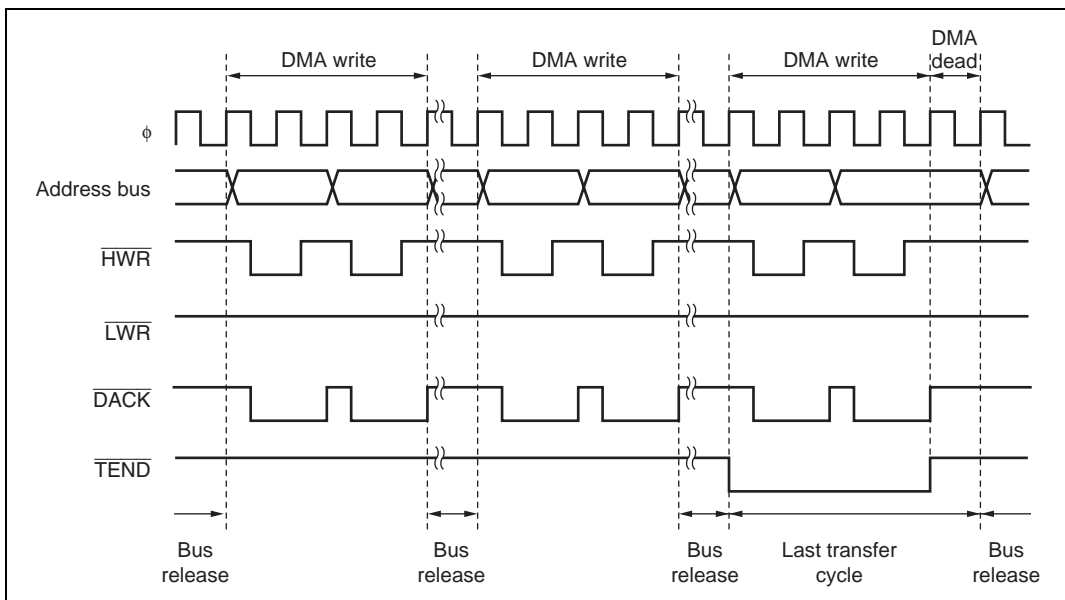 DMA write
DMA write
DMA write
DMA dead
φ
Address bus
HWR
LWR
DACK
TEND
Bus release
Bus release
Bus release
Last transfer cycle
Bus release